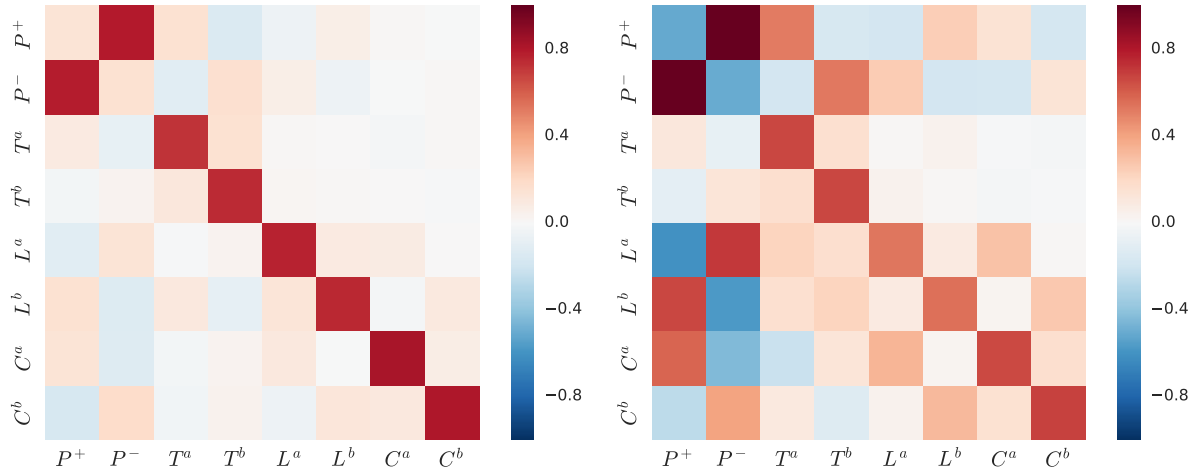 P⁺
P⁻
Tᵃ
Tᵇ
Lᵃ
Lᵇ
Cᵃ
Cᵇ
P⁺ P⁻ Tᵃ Tᵇ Lᵃ Lᵇ Cᵃ Cᵇ
0.8
0.4
0.0
−0.4
−0.8
P⁺
P⁻
Tᵃ
Tᵇ
Lᵃ
Lᵇ
Cᵃ
Cᵇ
P⁺ P⁻ Tᵃ Tᵇ Lᵃ Lᵇ Cᵃ Cᵇ
0.8
0.4
0.0
−0.4
−0.8